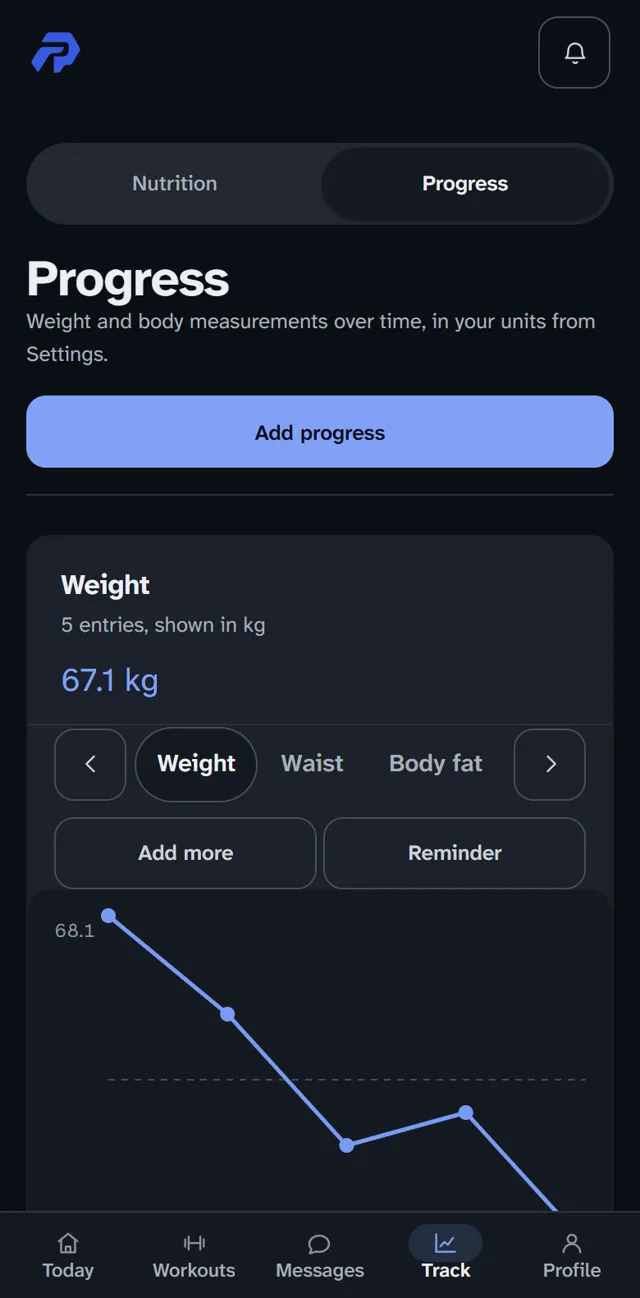 Nutrition
Progress
Progress
Weight and body measurements over time, in your units from
Settings.
Add progress
Weight
5 entries, shown in kg
67.1 kg
Weight
Waist
Body fat
Add more
Reminder
68.1
Today
Workouts
Messages
Track
Profile